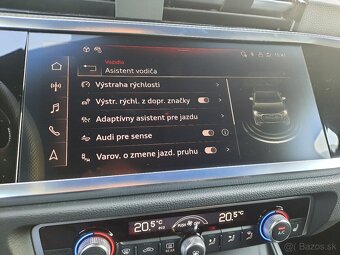 Vozidlo
Asistent vodiča
Výstraha rýchlosti
Výstr. rýchl. z dopr. značky
Adaptívny asistent pre jazdu
Audi pre sense
Varov. o zmene jazd. pruhu
20,5°C
20,5°C
A/C
bazos.sk